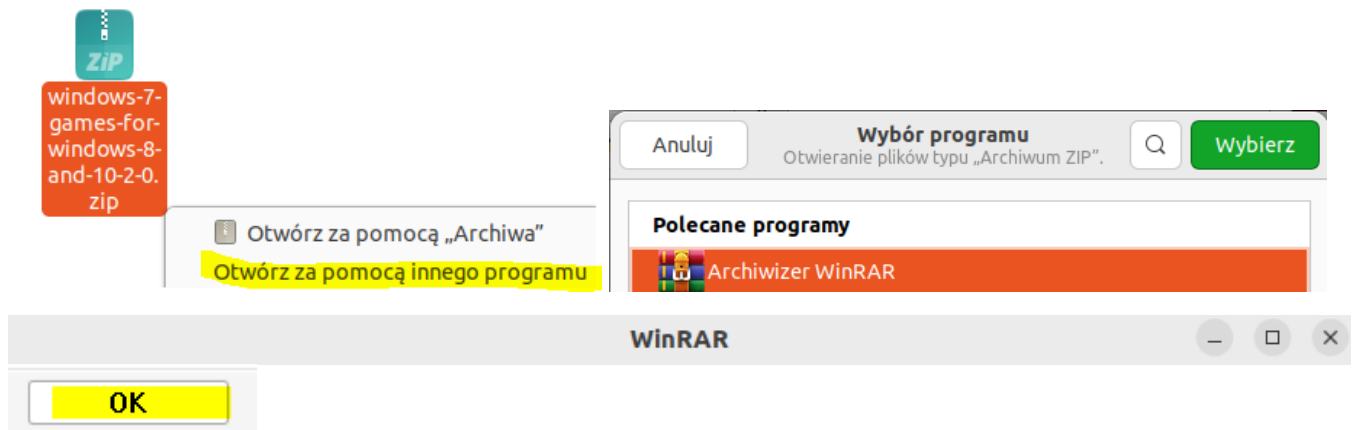 ZiP
windows-7-
games-for-
windows-8-
and-10-2-0.
zip
Otwórz za pomocą „Archiwa”
Otwórz za pomocą innego programu
Anuluj
Wybór programu
Otwieranie plików typu „Archiwum ZIP”.
Wybierz
Polecane programy
Archiwizer WinRAR
WinRAR
OK